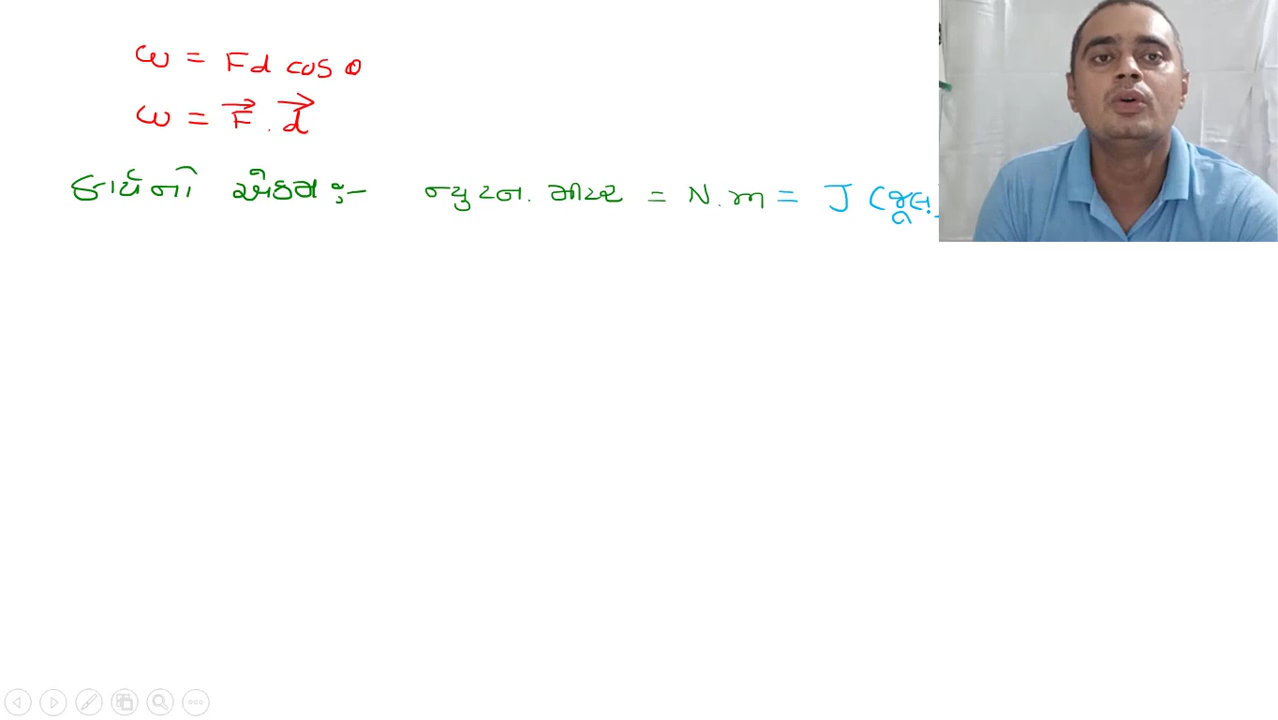 W = Fd cos θ
W = F⃗ . d⃗
કાર્યનો એકમ :- ન્યુટન . મીટર = N.m = J (જૂલ)